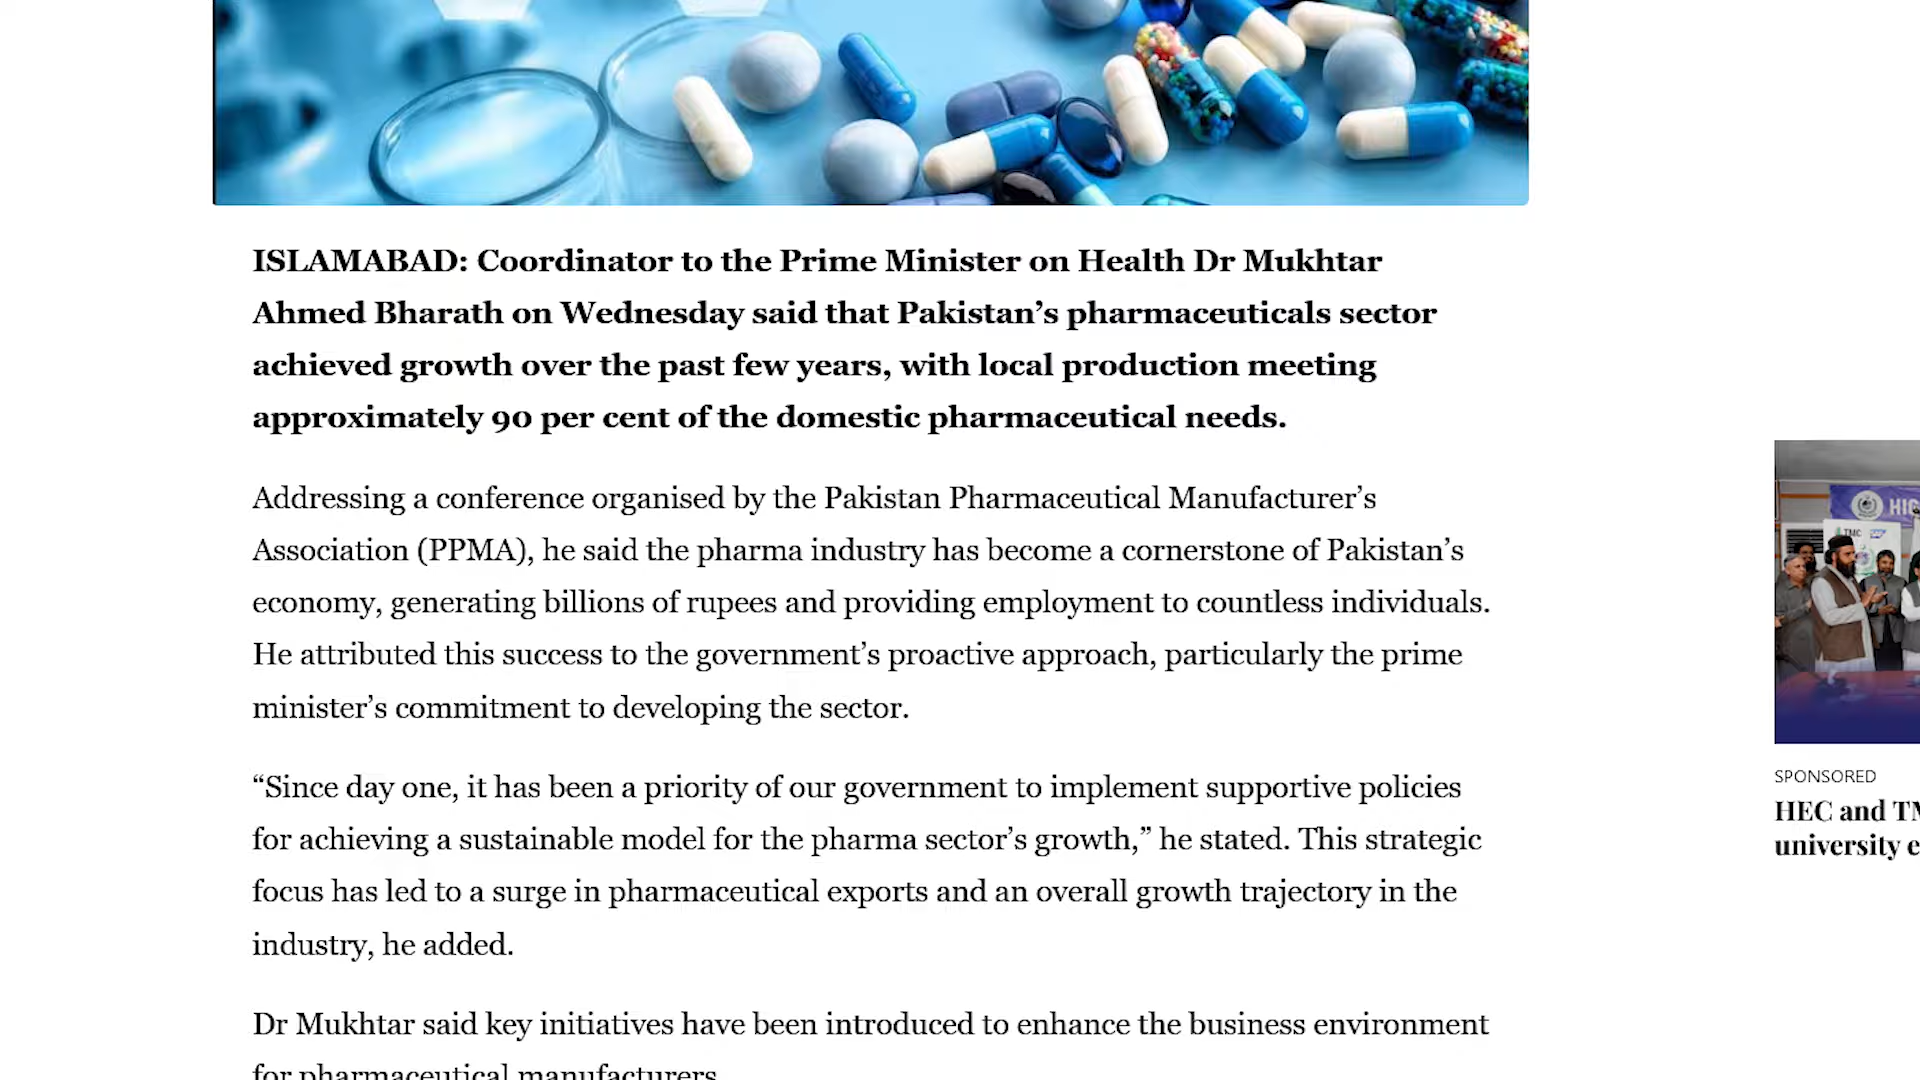 ISLAMABAD: Coordinator to the Prime Minister on Health Dr Mukhtar
Ahmed Bharath on Wednesday said that Pakistan’s pharmaceuticals sector
achieved growth over the past few years, with local production meeting
approximately 90 per cent of the domestic pharmaceutical needs.
Addressing a conference organised by the Pakistan Pharmaceutical Manufacturer’s
Association (PPMA), he said the pharma industry has become a cornerstone of Pakistan’s
economy, generating billions of rupees and providing employment to countless individuals.
He attributed this success to the government’s proactive approach, particularly the prime
minister’s commitment to developing the sector.
“Since day one, it has been a priority of our government to implement supportive policies
for achieving a sustainable model for the pharma sector’s growth,” he stated. This strategic
focus has led to a surge in pharmaceutical exports and an overall growth trajectory in the
industry, he added.
Dr Mukhtar said key initiatives have been introduced to enhance the business environment
for pharmaceutical manufacturers.
HIG
TMC SAP
SPONSORED
HEC and TM
university e